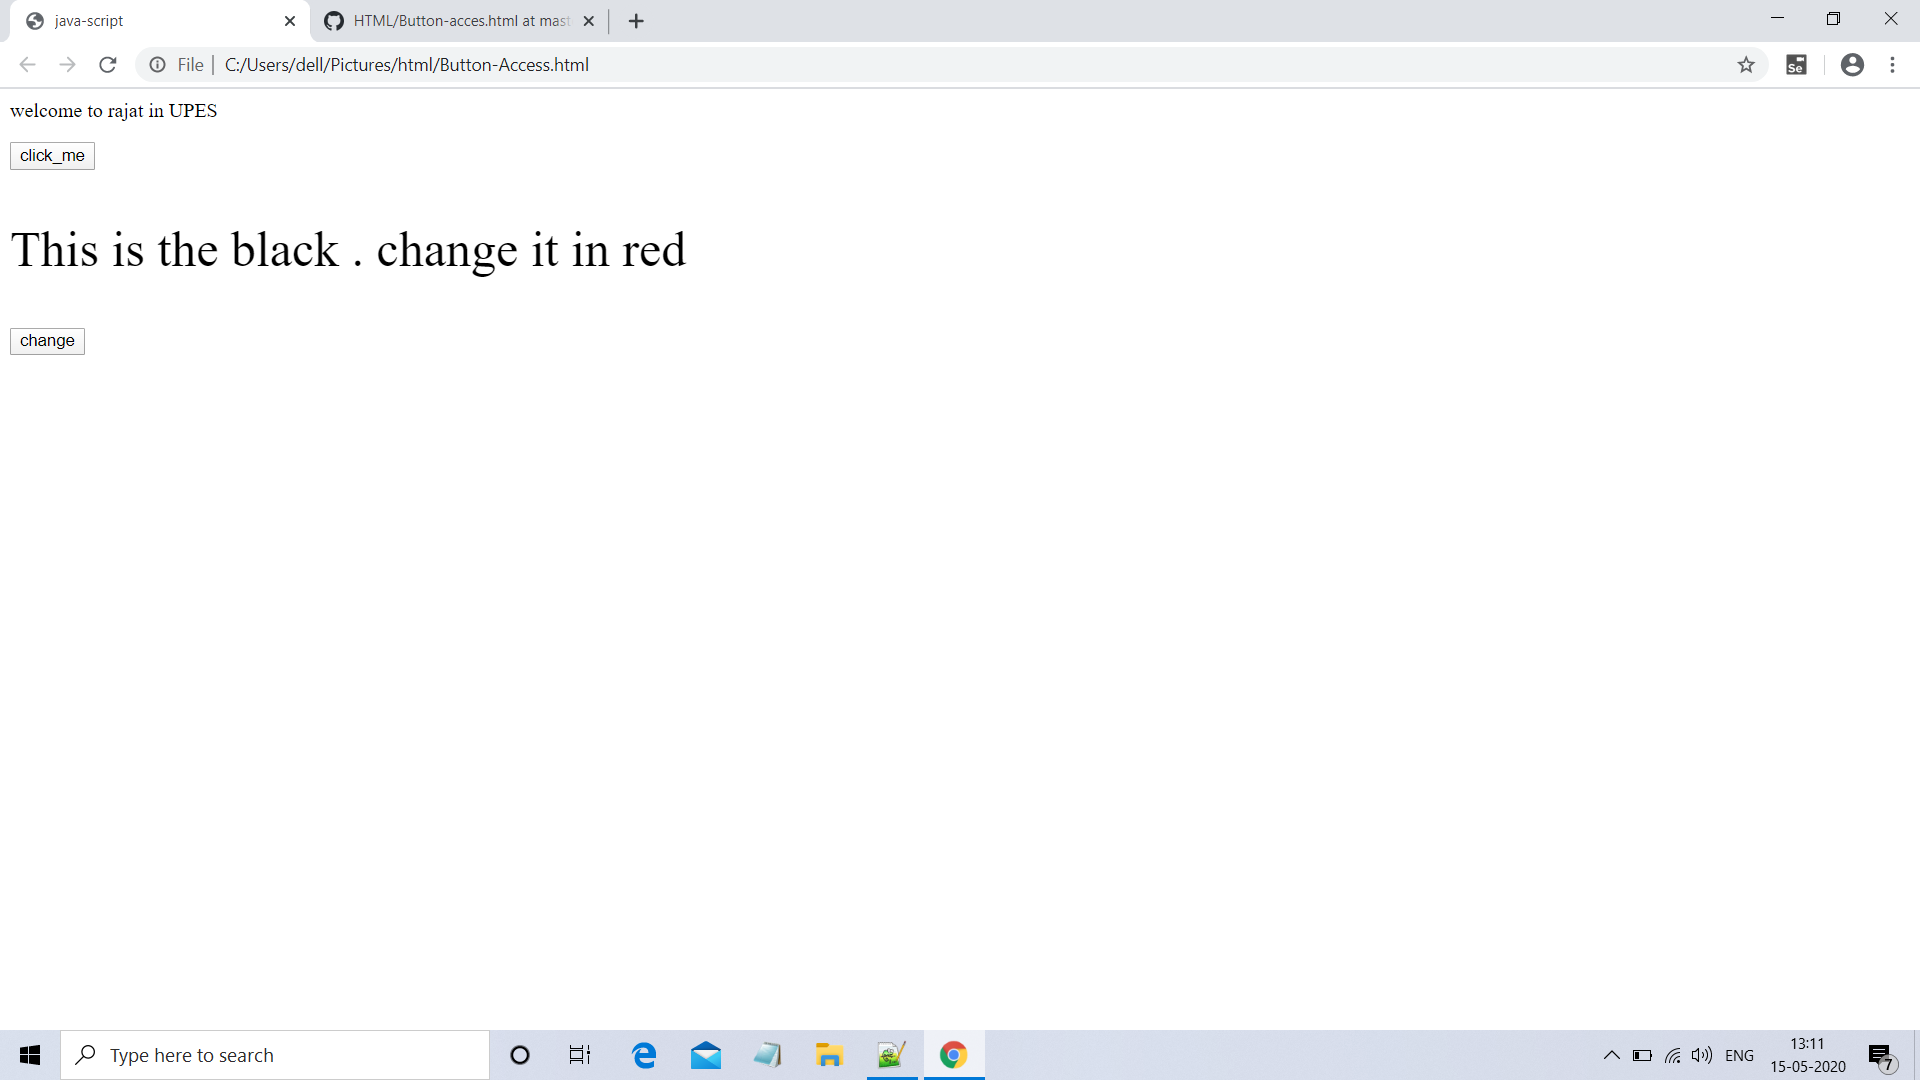 java-script
HTML/Button-acces.html at mast
File
C:/Users/dell/Pictures/html/Button-Access.html
Se
welcome to rajat in UPES
click_me
This is the black . change it in red
change
Type here to search
ENG
13:11
15-05-2020
7